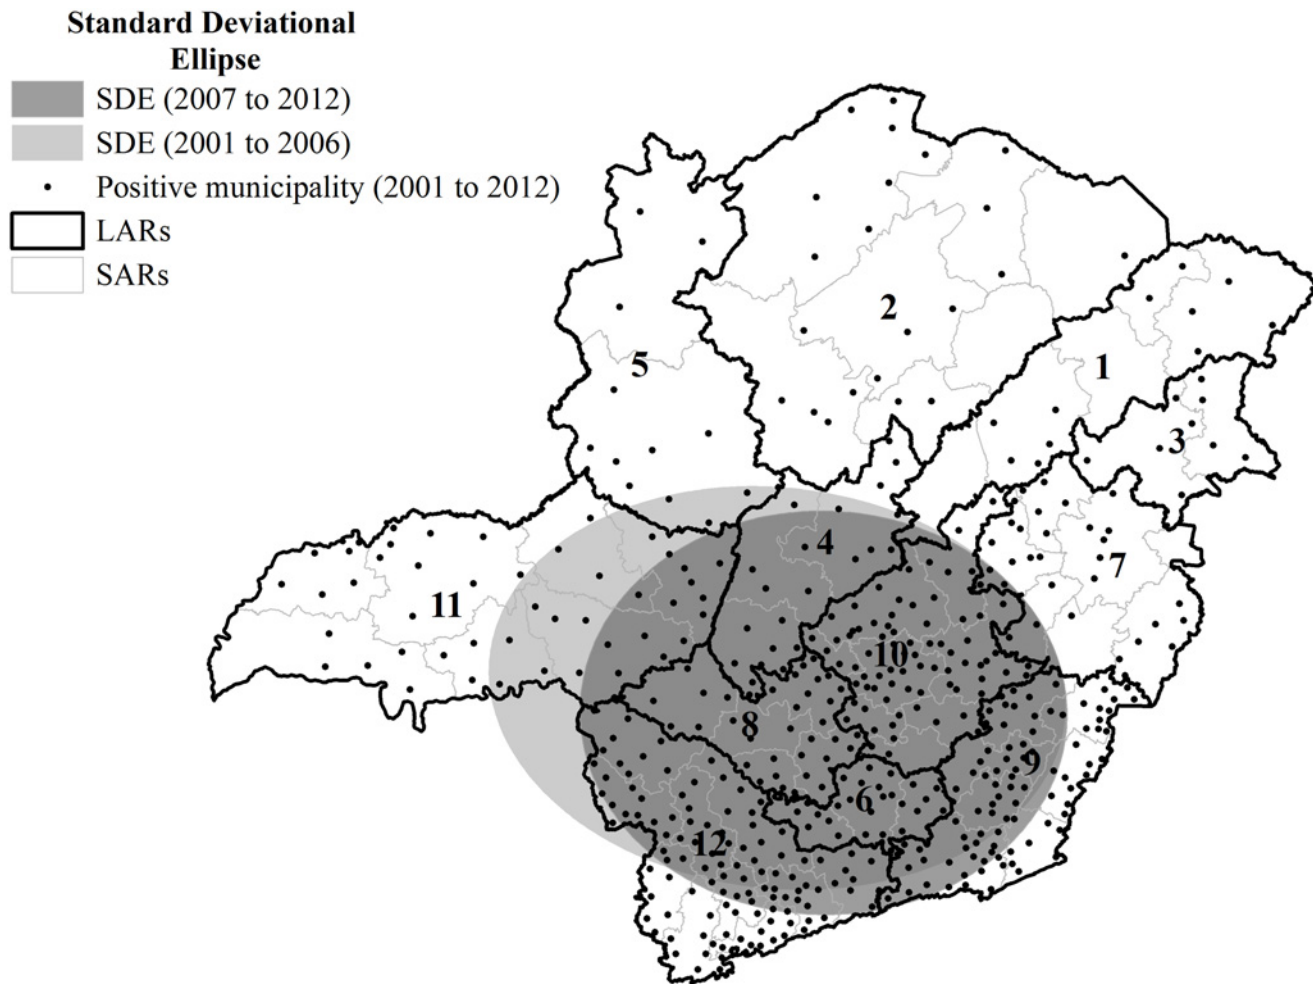 Standard Deviational
Ellipse
SDE (2007 to 2012)
SDE (2001 to 2006)
Positive municipality (2001 to 2012)
LARs
SARs
2
5
1
3
4
7
11
10
8
9
6
12